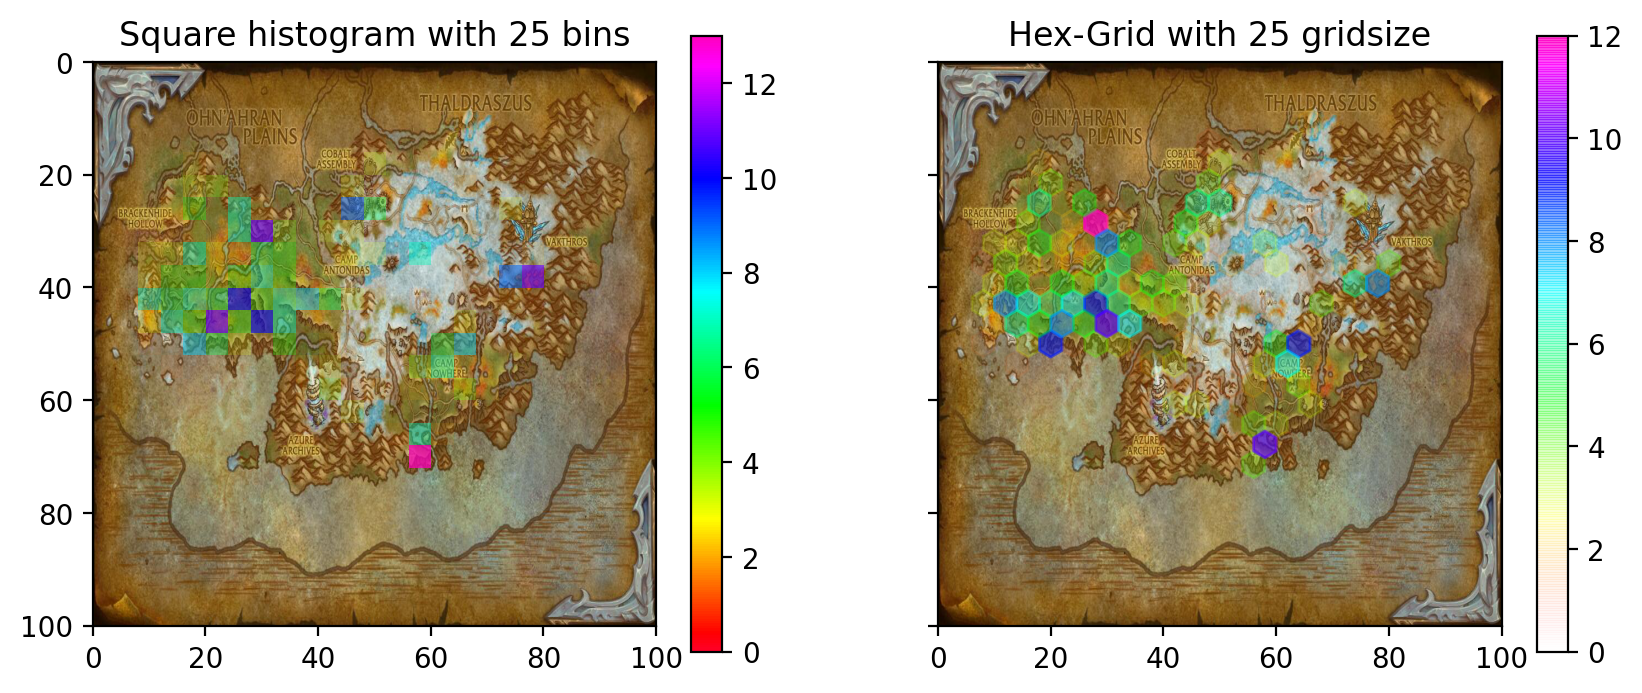 Square histogram with 25 bins
0
20
40
60
80
100
0
20
40
60
80
100
OHN'AHRAN
PLAINS
THALDRASZUS
COBALT
ASSEMBLY
BRACKENHIDE
HOLLOW
VAKTHROS
CAMP
ANTONIDAS
CAMP
NOWHERE
AZURE
ARCHIVES
12
10
8
6
4
2
0
Hex-Grid with 25 gridsize
OHN'AHRAN
PLAINS
THALDRASZUS
COBALT
ASSEMBLY
BRACKENHIDE
HOLLOW
VAKTHROS
CAMP
ANTONIDAS
CAMP
NOWHERE
AZURE
ARCHIVES
0
20
40
60
80
100
12
10
8
6
4
2
0